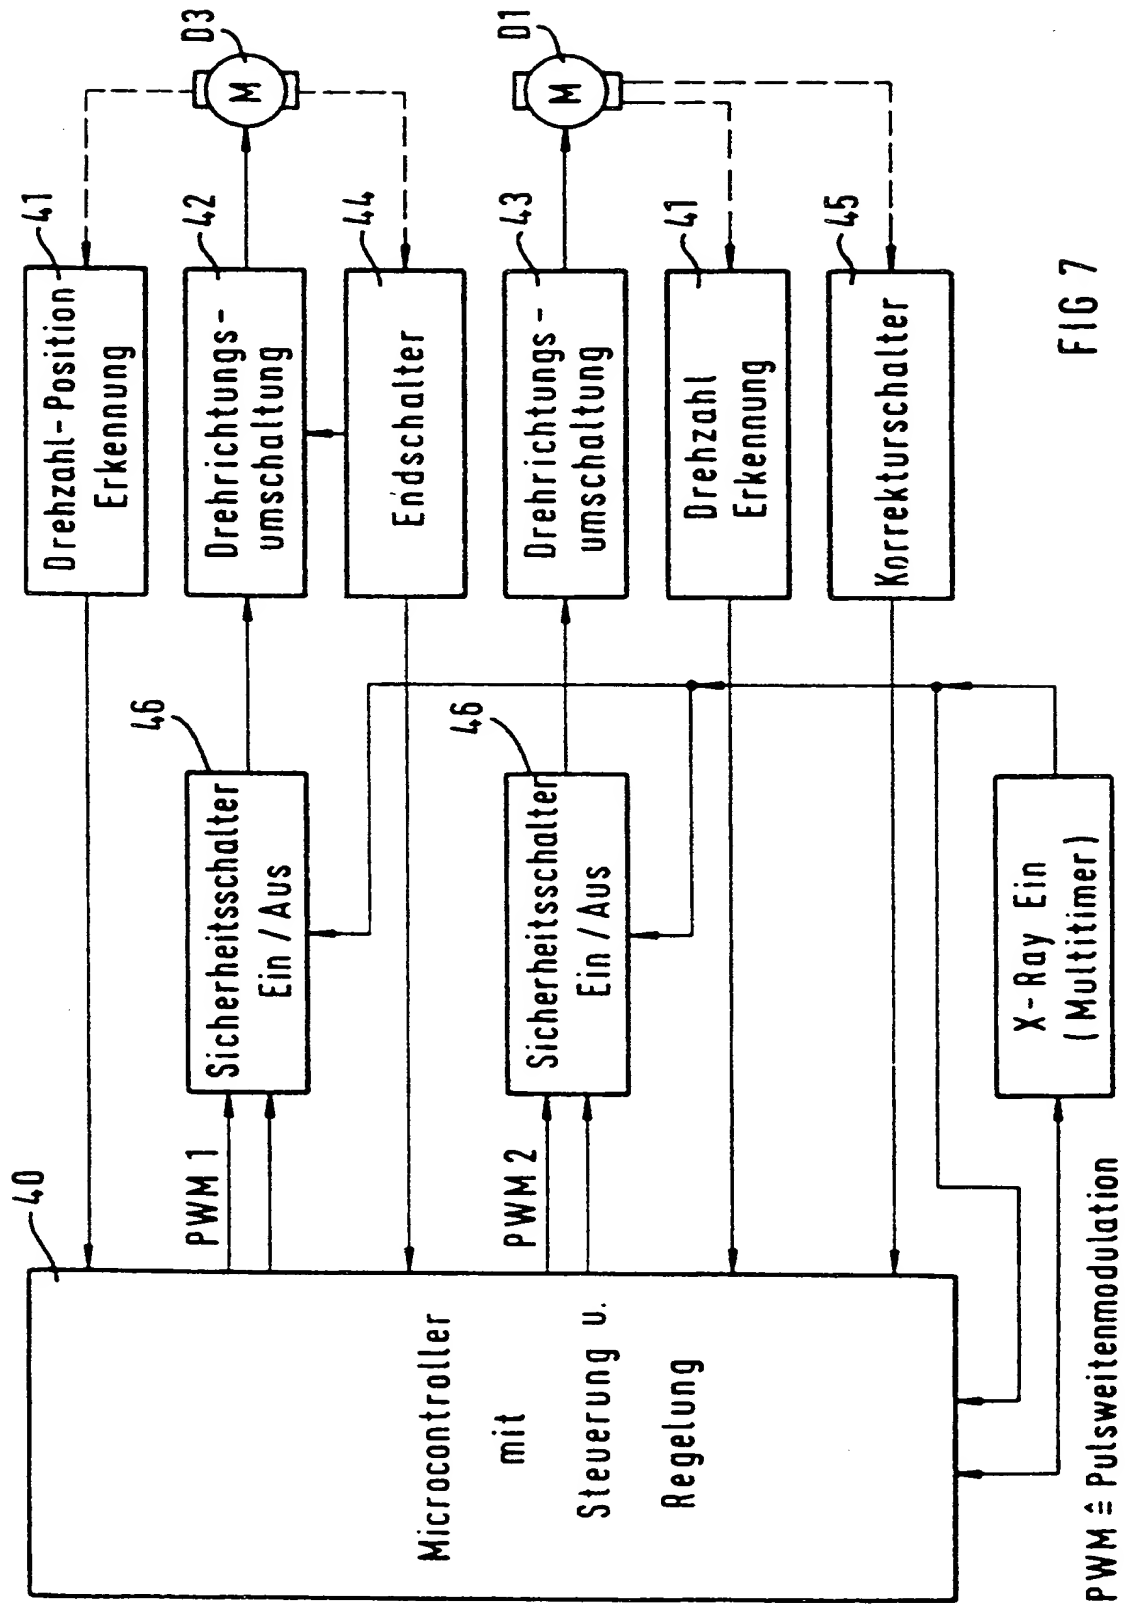 40
Microcontroller
mit
Steuerung u.
Regelung
PWM 1
PWM 2
46
Sicherheitsschalter
Ein / Aus
46
Sicherheitsschalter
Ein / Aus
X-Ray Ein
(Multitimer)
41
Drehzahl-Position
Erkennung
42
Drehrichtungs-
umschaltung
44
Endschalter
43
Drehrichtungs-
umschaltung
41
Drehzahl
Erkennung
45
Korrekturschalter
D3
M
D1
M
PWM ≙ Pulsweitenmodulation
FIG 7